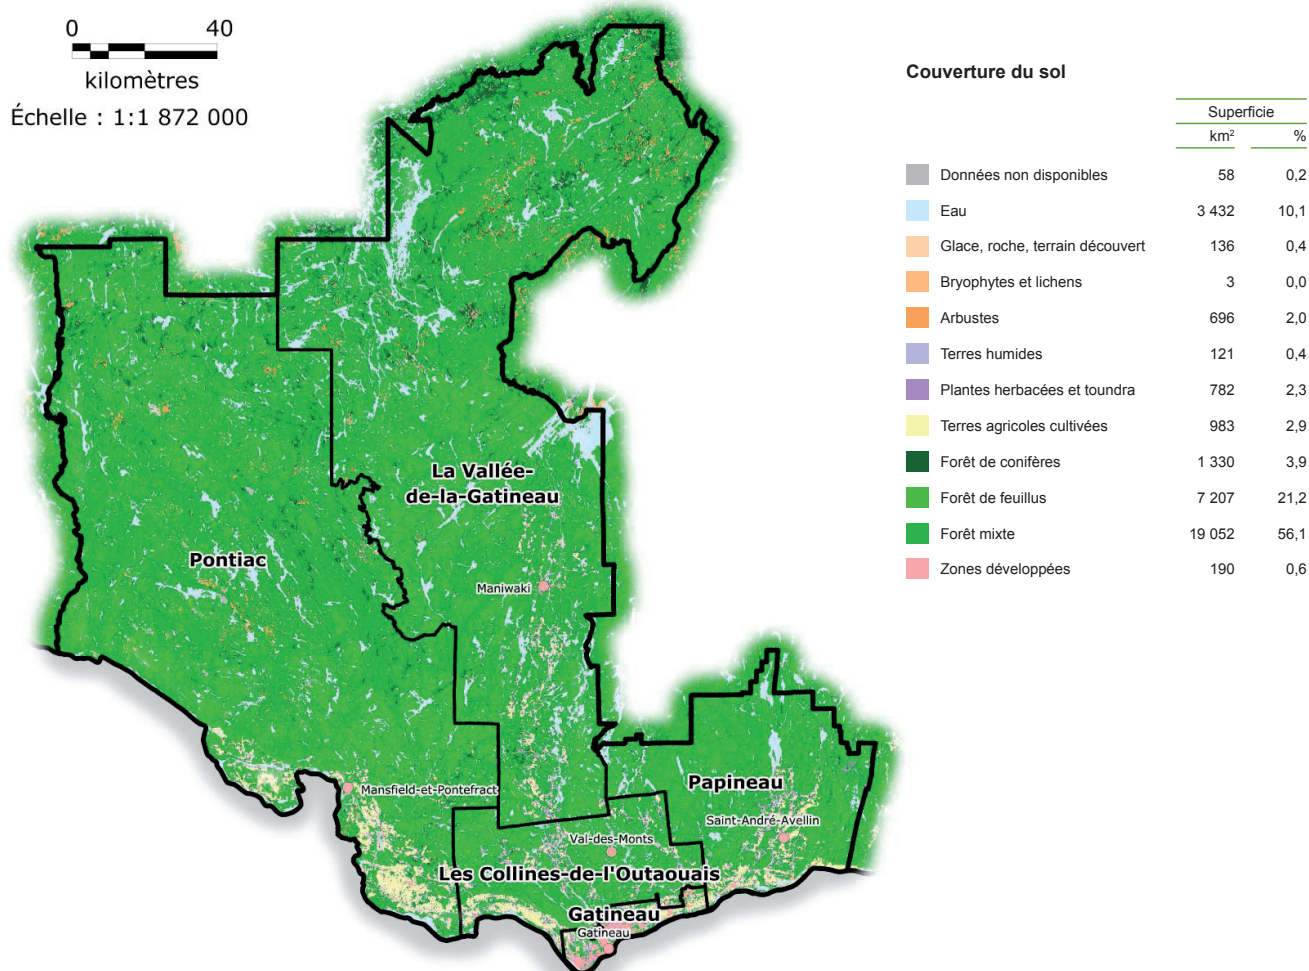 0 40
kilomètres
Échelle : 1:1 872 000
Couverture du sol
Superficie
km² %
Données non disponibles 58 0,2
Eau 3 432 10,1
Glace, roche, terrain découvert 136 0,4
Bryophytes et lichens 3 0,0
Arbustes 696 2,0
Terres humides 121 0,4
Plantes herbacées et toundra 782 2,3
Terres agricoles cultivées 983 2,9
Forêt de conifères 1 330 3,9
Forêt de feuillus 7 207 21,2
Forêt mixte 19 052 56,1
Zones développées 190 0,6
La Vallée-
de-la-Gatineau
Pontiac
Maniwaki
Papineau
Mansfield-et-Pontefract
Saint-André-Avellin
Val-des-Monts
Les Collines-de-l'Outaouais
Gatineau
Gatineau